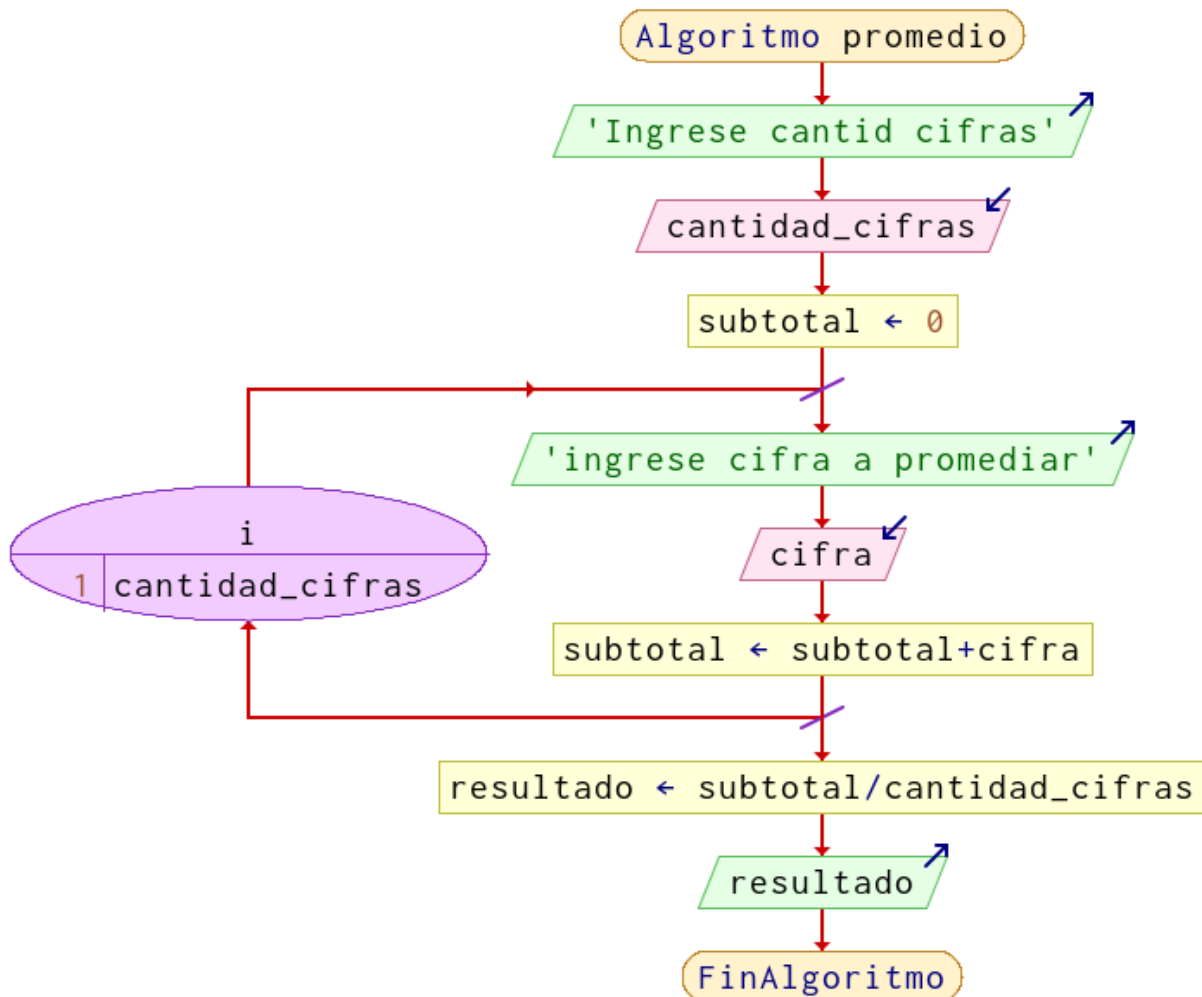 Algoritmo promedio
'Ingrese cantid cifras'
cantidad_cifras
subtotal ← 0
'ingrese cifra a promediar'
i
1 cantidad_cifras
cifra
subtotal ← subtotal+cifra
resultado ← subtotal/cantidad_cifras
resultado
FinAlgoritmo